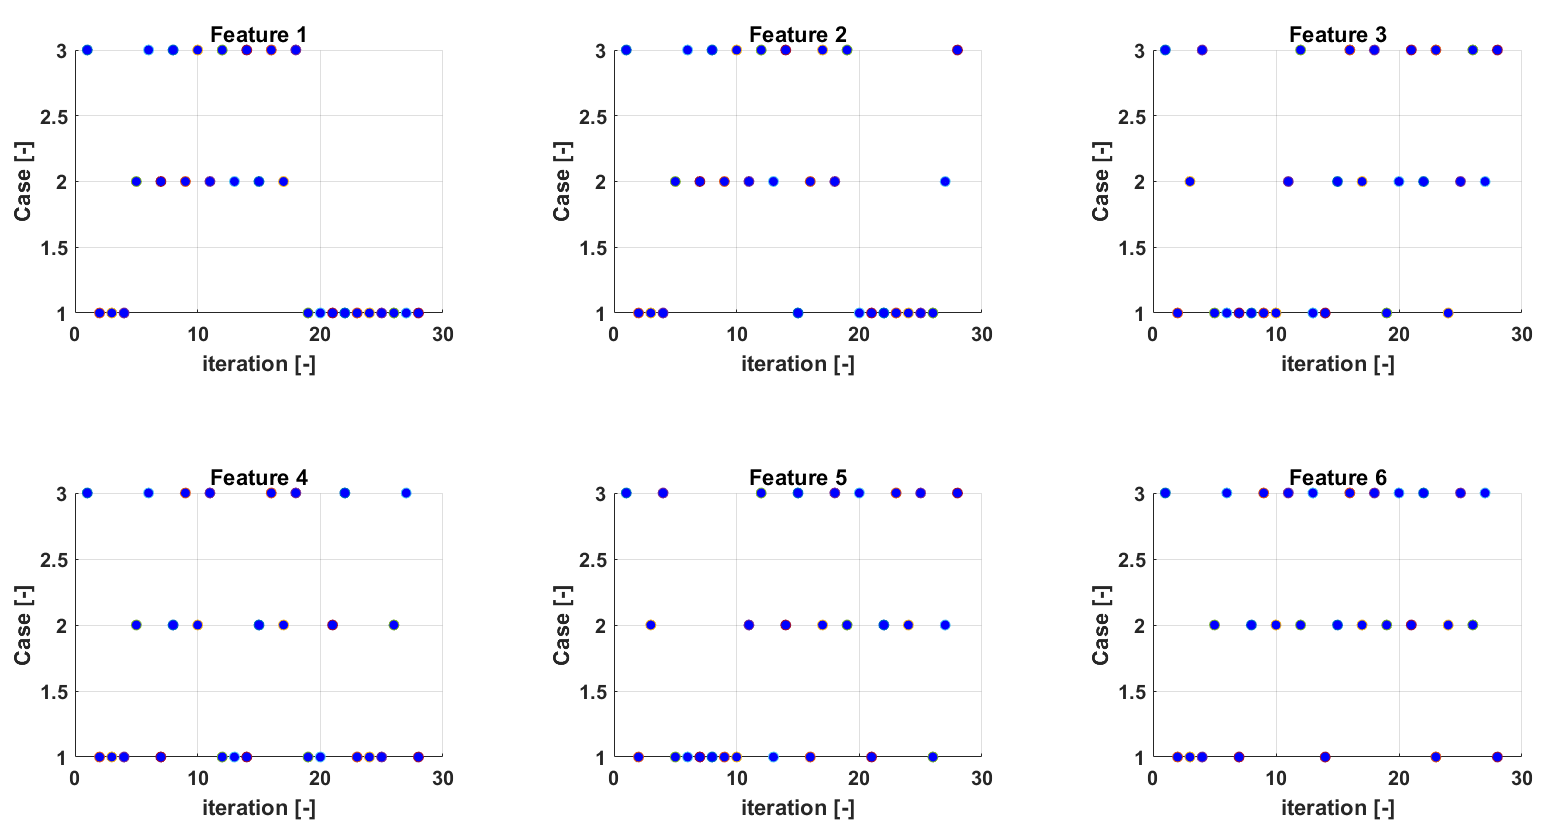 Feature 1
3
2.5
2
1.5
1
Case [-]
0 10 20 30
iteration [-]
Feature 2
3
2.5
2
1.5
1
Case [-]
0 10 20 30
iteration [-]
Feature 3
3
2.5
2
1.5
1
Case [-]
0 10 20 30
iteration [-]
Feature 4
3
2.5
2
1.5
1
Case [-]
0 10 20 30
iteration [-]
Feature 5
3
2.5
2
1.5
1
Case [-]
0 10 20 30
iteration [-]
Feature 6
3
2.5
2
1.5
1
Case [-]
0 10 20 30
iteration [-]